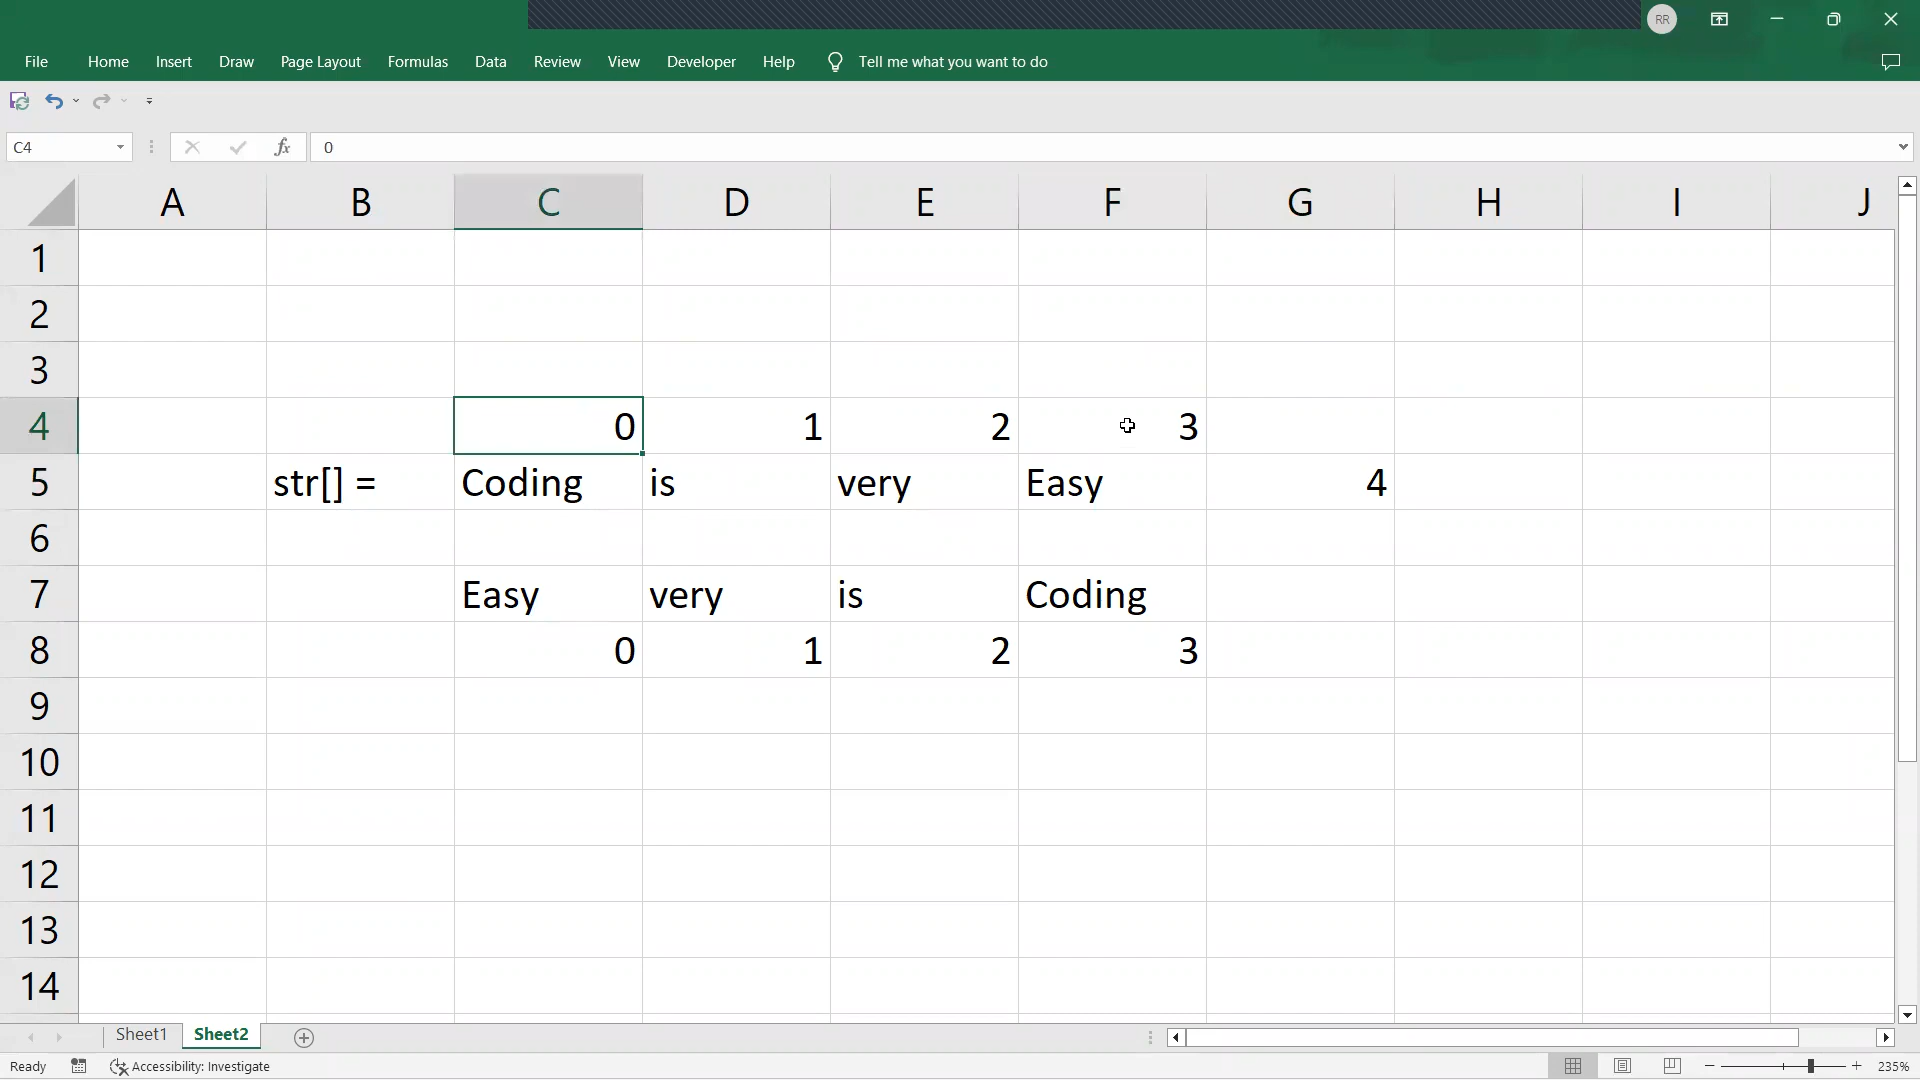 RR
File Home Insert Draw Page Layout Formulas Data Review View Developer Help Tell me what you want to do
C4 fx 0
A B C D E F G H I J
1
2
3
4 0 1 2 3
5 str[] = Coding is very Easy 4
6
7 Easy very is Coding
8 0 1 2 3
9
10
11
12
13
14
Sheet1 Sheet2
Ready Accessibility: Investigate 235%